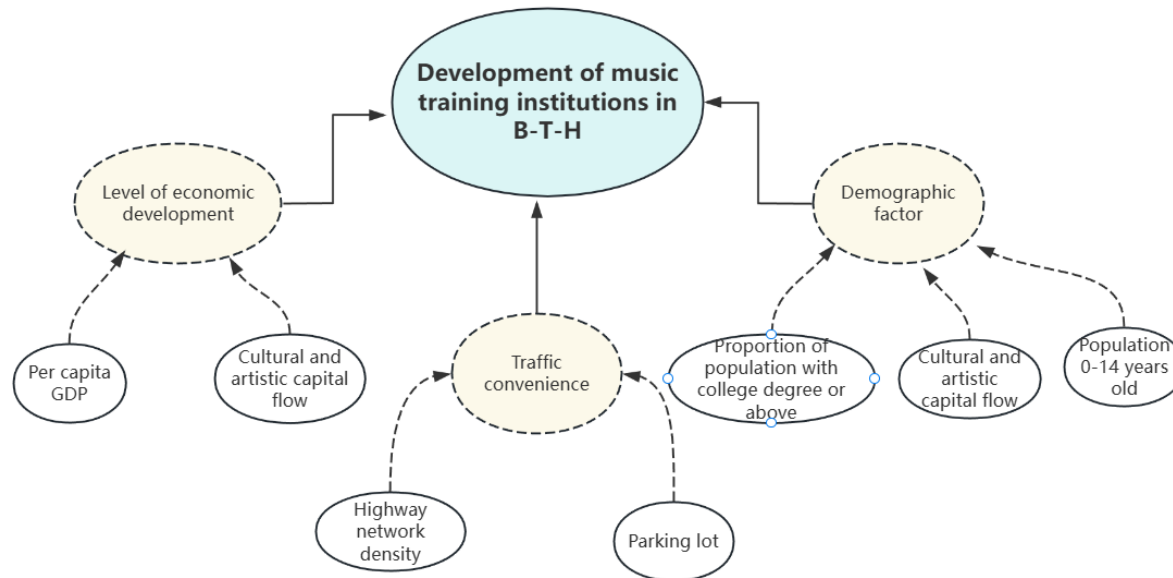 Development of music
training institutions in
B-T-H
Level of economic
development
Demographic
factor
Per capita
GDP
Cultural and
artistic capital
flow
Traffic
convenience
Proportion of
population with
college degree or
above
Cultural and
artistic
capital flow
Population
0-14 years
old
Highway
network
density
Parking lot